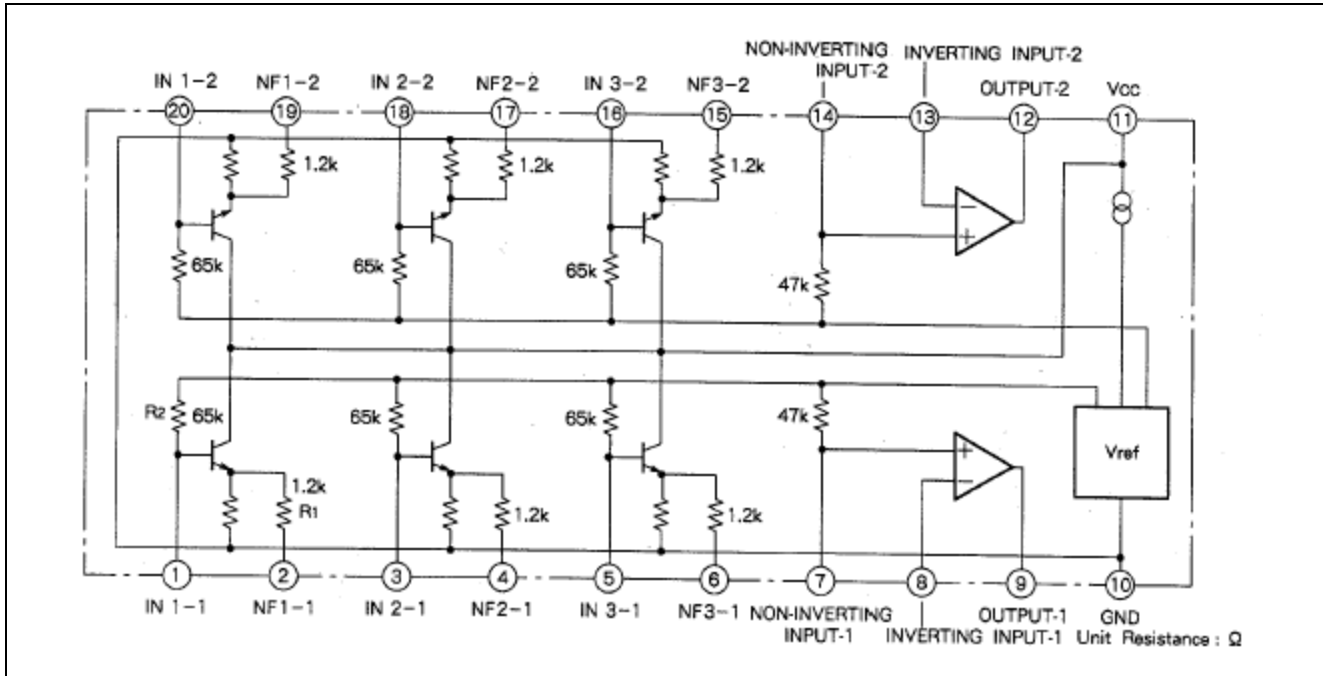 NON-INVERTING INPUT-2
INVERTING INPUT-2
IN 1-2
NF1-2
IN 2-2
NF2-2
IN 3-2
NF3-2
OUTPUT-2
Vcc
20
19
18
17
16
15
14
13
12
11
1.2k
1.2k
1.2k
−
+
65k
65k
65k
47k
R2
65k
65k
65k
47k
Vref
+
−
1.2k
R1
1.2k
1.2k
1
2
3
4
5
6
7
8
9
10
IN 1-1
NF1-1
IN 2-1
NF2-1
IN 3-1
NF3-1
NON-INVERTING INPUT-1
INVERTING INPUT-1
OUTPUT-1
GND
Unit Resistance : Ω